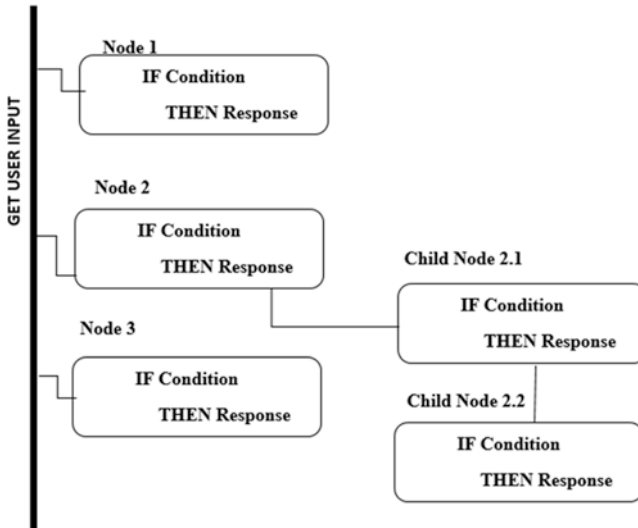 GET USER INPUT
Node 1
IF Condition
THEN Response
Node 2
IF Condition
THEN Response
Child Node 2.1
IF Condition
THEN Response
Node 3
IF Condition
THEN Response
Child Node 2.2
IF Condition
THEN Response